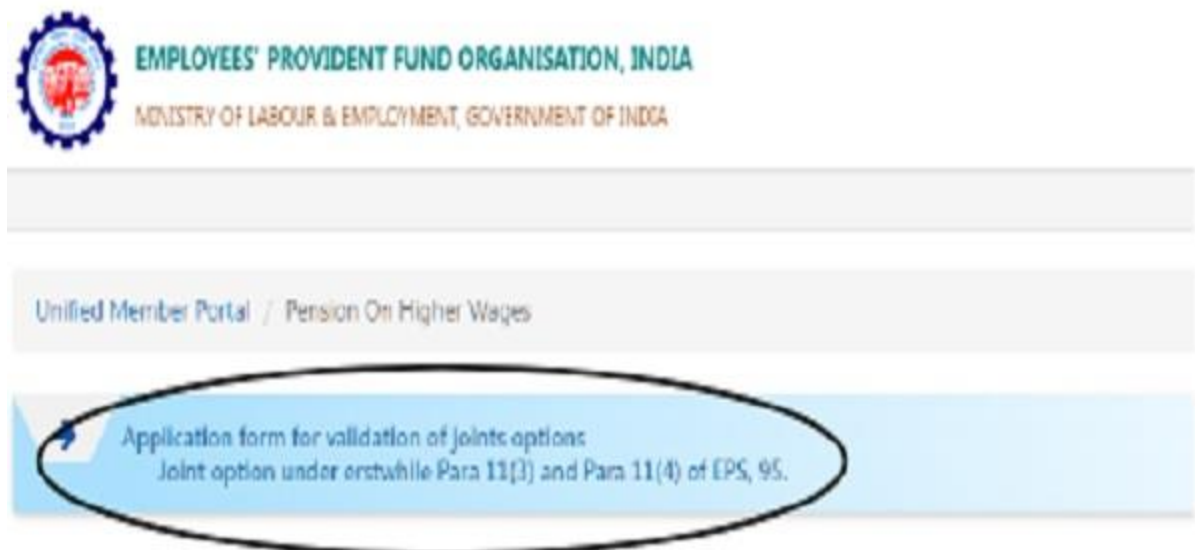 EMPLOYEES' PROVIDENT FUND ORGANISATION, INDIA
MINISTRY OF LABOUR & EMPLOYMENT, GOVERNMENT OF INDIA
Unified Member Portal / Pension On Higher Wages
Application form for validation of joints options
Joint option under erstwhile Para 11(3) and Para 11(4) of EPS, 95.